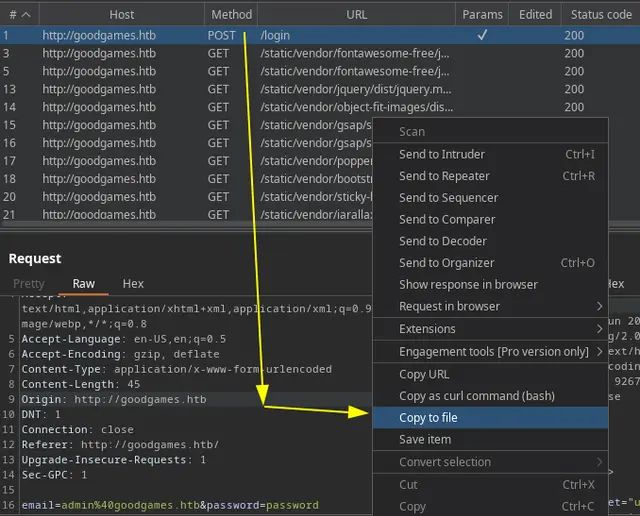 # Host Method URL Params Edited Status code
1 http://goodgames.htb POST /login ✓ 200
3 http://goodgames.htb GET /static/vendor/fontawesome-free/j... 200
5 http://goodgames.htb GET /static/vendor/fontawesome-free/j... 200
13 http://goodgames.htb GET /static/vendor/jquery/dist/jquery.m... 200
14 http://goodgames.htb GET /static/vendor/object-fit-images/dis... 200
15 http://goodgames.htb GET /static/vendor/gsap/s
16 http://goodgames.htb GET /static/vendor/gsap/s
17 http://goodgames.htb GET /static/vendor/popper
18 http://goodgames.htb GET /static/vendor/bootstr
20 http://goodgames.htb GET /static/vendor/sticky-
21 http://goodgames.htb GET /static/vendor/jarallax
Scan
Send to Intruder Ctrl+I
Send to Repeater Ctrl+R
Send to Sequencer
Send to Comparer
Send to Decoder
Send to Organizer Ctrl+O
Show response in browser
Request in browser
Extensions
Engagement tools [Pro version only]
Copy URL
Copy as curl command (bash)
Copy to file
Save item
Convert selection
Cut Ctrl+X
Copy Ctrl+C
Request
Pretty Raw Hex
4 Accept:
text/html,application/xhtml+xml,application/xml;q=0.9
mage/webp,*/*;q=0.8
5 Accept-Language: en-US,en;q=0.5
6 Accept-Encoding: gzip, deflate
7 Content-Type: application/x-www-form-urlencoded
8 Content-Length: 45
9 Origin: http://goodgames.htb
10 DNT: 1
11 Connection: close
12 Referer: http://goodgames.htb/
13 Upgrade-Insecure-Requests: 1
14 Sec-GPC: 1
15
16 email=admin%40goodgames.htb&password=password
Hex
un 20
g/2.0
ext/h
coding
9267
se
>
et="u